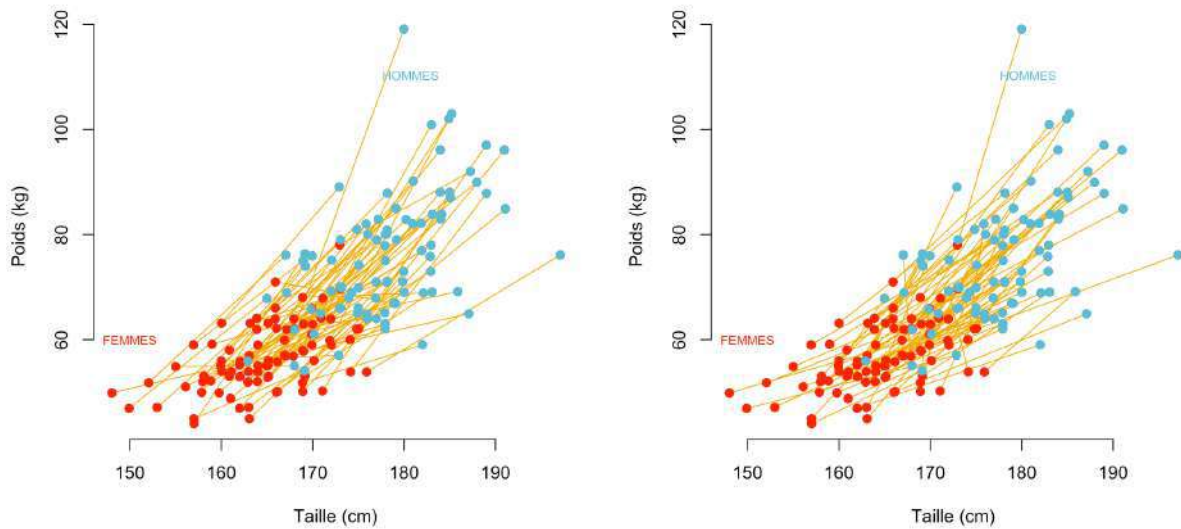 120
100
80
60
Poids (kg)
HOMMES
FEMMES
150 160 170 180 190
Taille (cm)
120
100
80
60
Poids (kg)
HOMMES
FEMMES
150 160 170 180 190
Taille (cm)